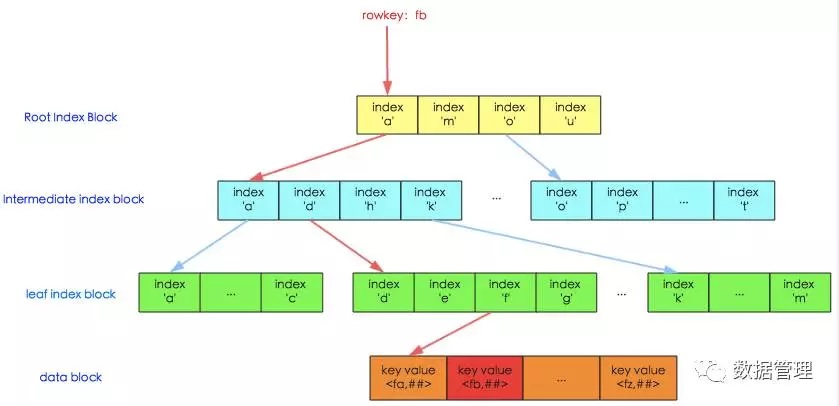 rowkey: fb
Root Index Block
index 'a'
index 'm'
index 'o'
index 'u'
Intermediate index block
index 'a'
index 'd'
index 'h'
index 'k'
...
index 'o'
index 'p'
...
index 't'
leaf index block
index 'a'
...
index 'c'
index 'd'
index 'e'
index 'f'
index 'g'
...
index 'k'
...
index 'm'
data block
key value <fa,##>
key value <fb,##>
...
key value <fz,##>
数据管理